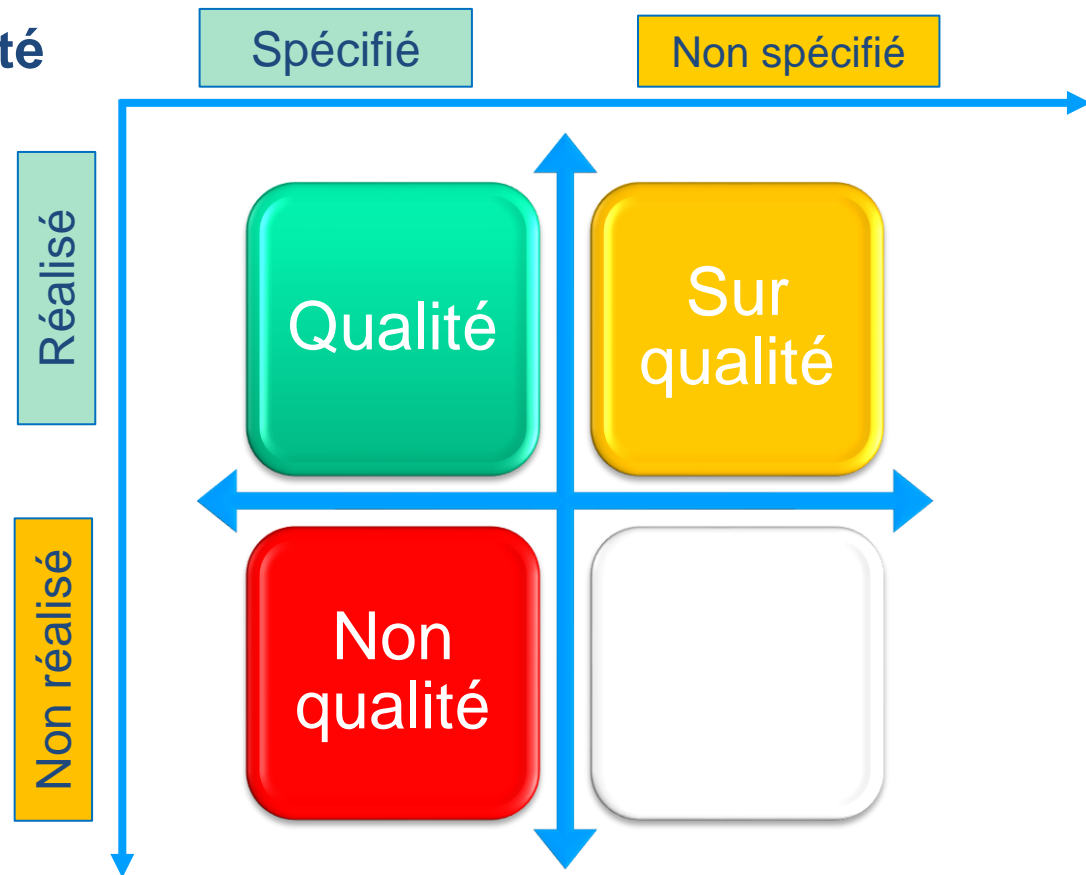 té
Spécifié
Non spécifié
Réalisé
Qualité
Sur
qualité
Non réalisé
Non
qualité